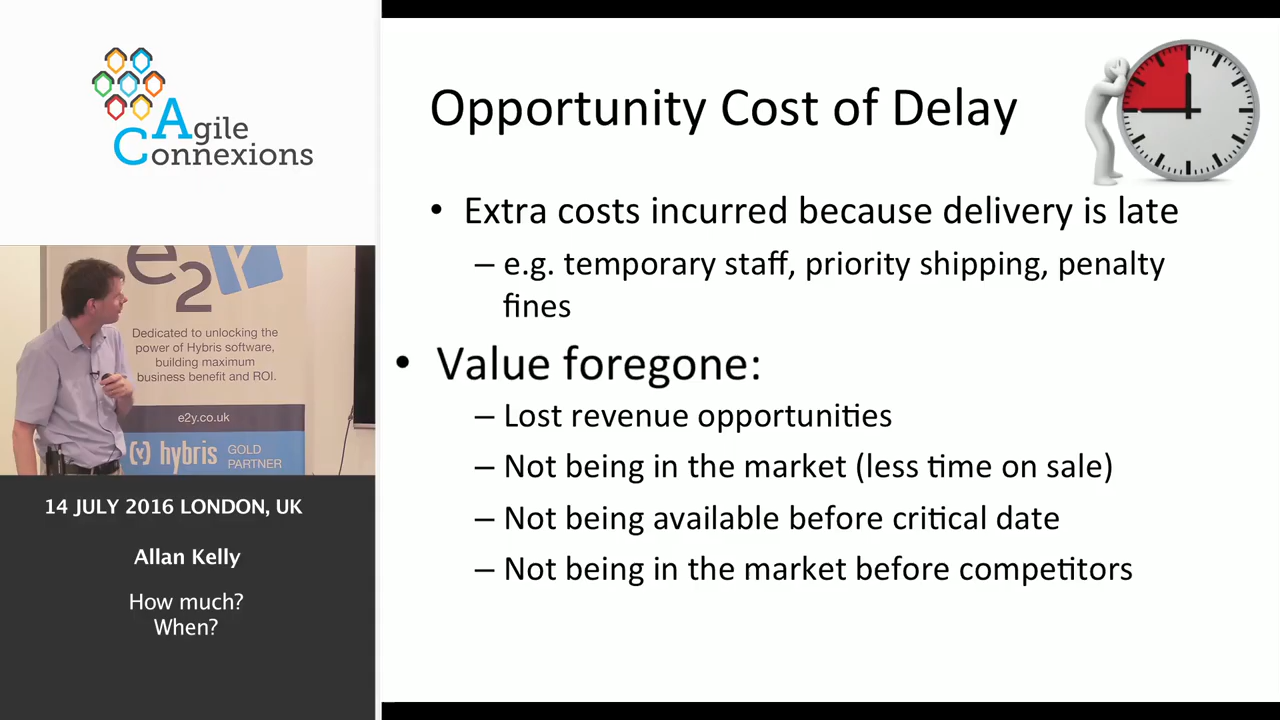 Agile
Connexions
e2y
Dedicated to unlocking the
power of Hybris software,
building maximum
business benefit and ROI.
e2y.co.uk
(y) hybris GOLD
PARTNER
14 JULY 2016 LONDON, UK
Allan Kelly
How much?
When?
Opportunity Cost of Delay
• Extra costs incurred because delivery is late
– e.g. temporary staff, priority shipping, penalty
fines
• Value foregone:
– Lost revenue opportunities
– Not being in the market (less time on sale)
– Not being available before critical date
– Not being in the market before competitors